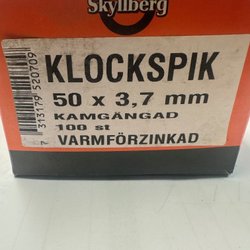 Skyllberg
KLOCKSPIK
50 x 3,7 mm
KAMGÄNGAD
100 st
VARMFÖRZINKAD
7 313179 520709